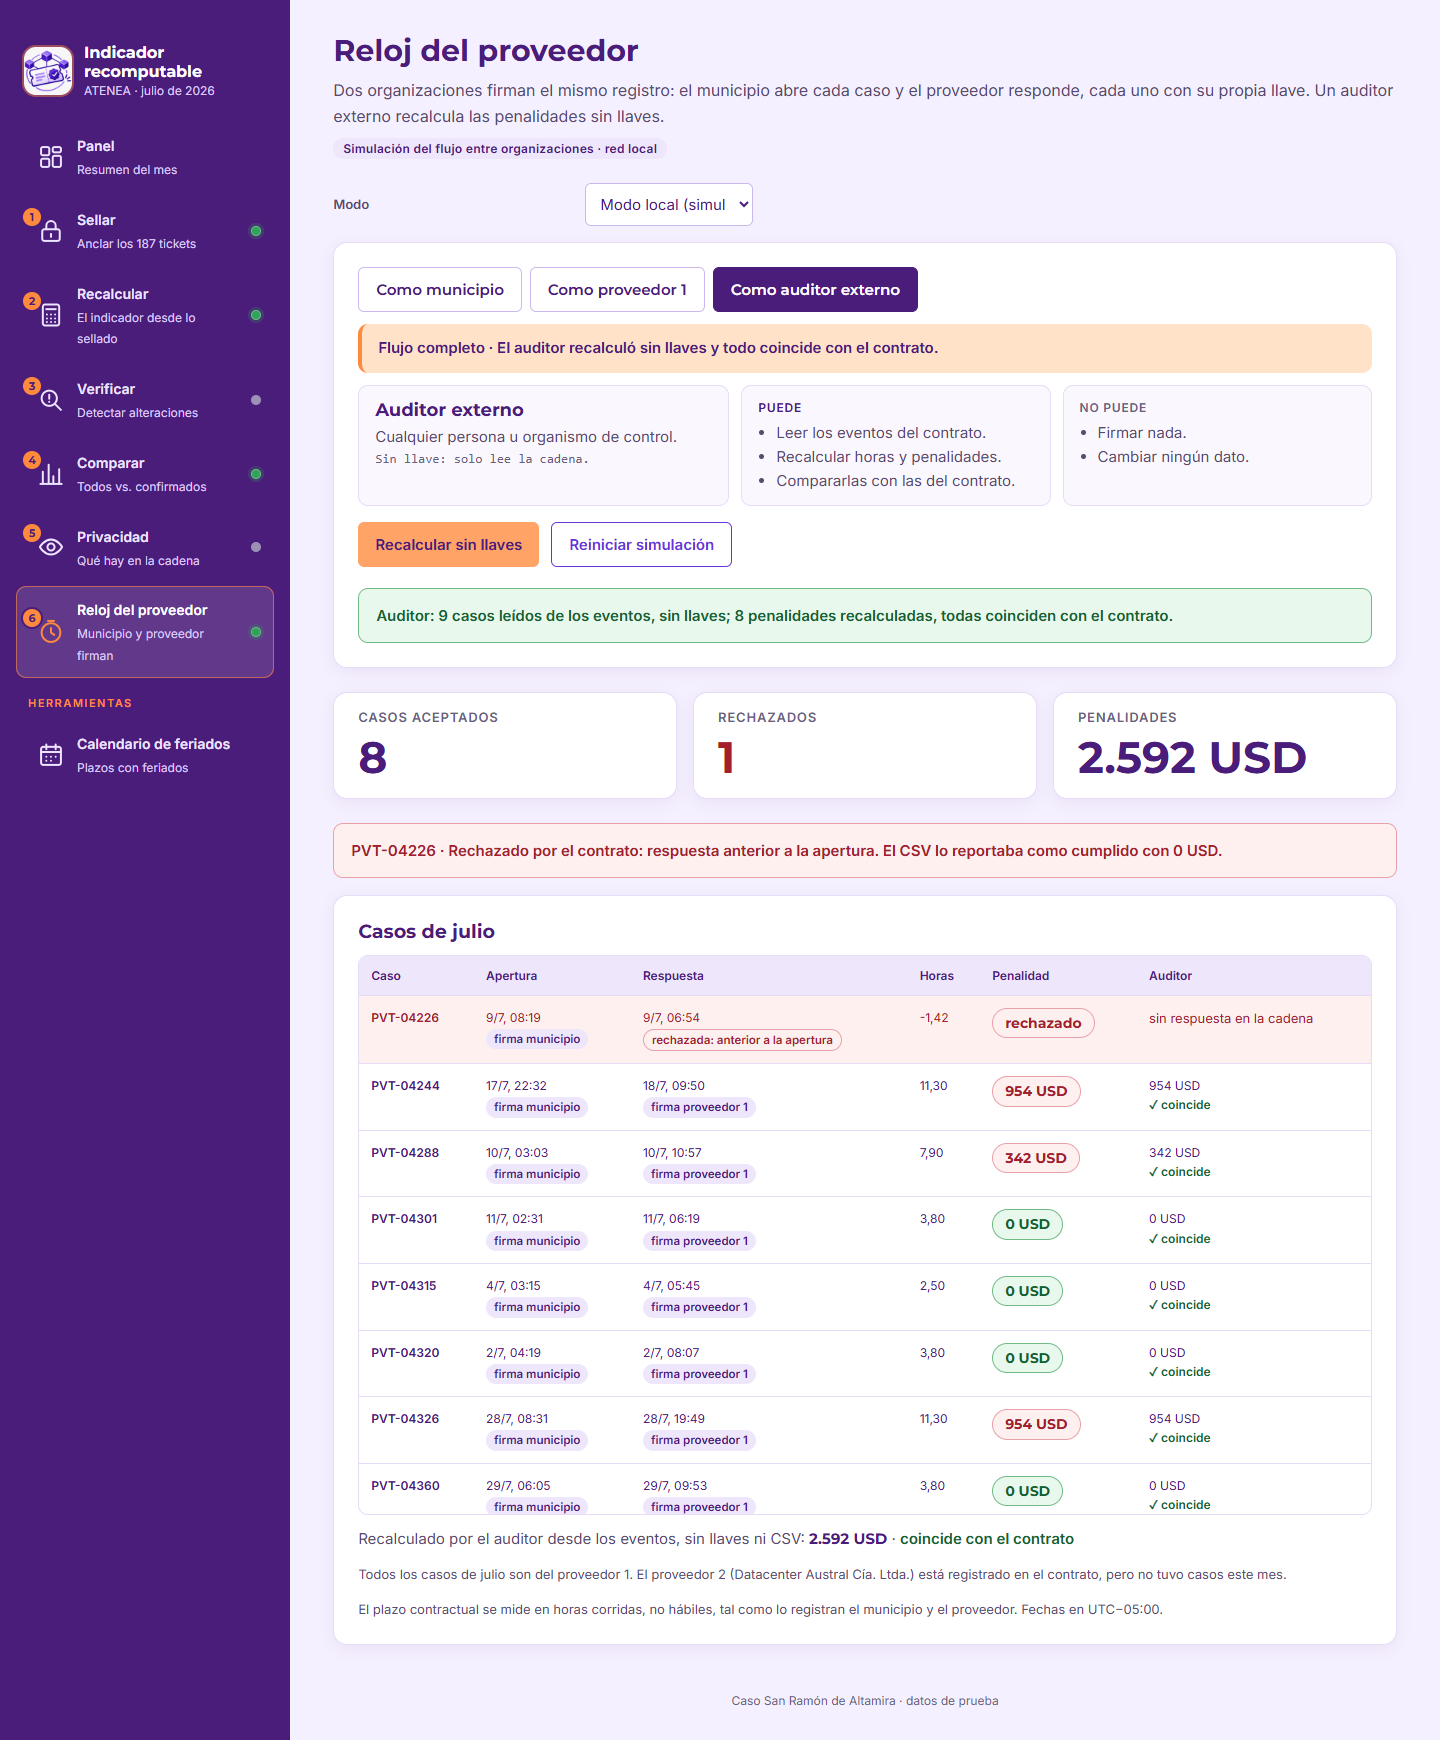 Indicador
recomputable
ATENEA · julio de 2026
Panel
Resumen del mes
1
Sellar
Anclar los 187 tickets
2
Recalcular
El indicador desde lo
sellado
3
Verificar
Detectar alteraciones
4
Comparar
Todos vs. confirmados
5
Privacidad
Qué hay en la cadena
6
Reloj del proveedor
Municipio y proveedor
firman
HERRAMIENTAS
Calendario de feriados
Plazos con feriados
Reloj del proveedor
Dos organizaciones firman el mismo registro: el municipio abre cada caso y el proveedor responde, cada uno con su propia llave. Un auditor
externo recalcula las penalidades sin llaves.
Simulación del flujo entre organizaciones · red local
Modo
Modo local (simul
Como municipio
Como proveedor 1
Como auditor externo
Flujo completo · El auditor recalculó sin llaves y todo coincide con el contrato.
Auditor externo
Cualquier persona u organismo de control.
Sin llave: solo lee la cadena.
PUEDE
• Leer los eventos del contrato.
• Recalcular horas y penalidades.
• Compararlas con las del contrato.
NO PUEDE
• Firmar nada.
• Cambiar ningún dato.
Recalcular sin llaves
Reiniciar simulación
Auditor: 9 casos leídos de los eventos, sin llaves; 8 penalidades recalculadas, todas coinciden con el contrato.
CASOS ACEPTADOS
8
RECHAZADOS
1
PENALIDADES
2.592 USD
PVT-04226 · Rechazado por el contrato: respuesta anterior a la apertura. El CSV lo reportaba como cumplido con 0 USD.
Casos de julio
Caso Apertura Respuesta Horas Penalidad Auditor
PVT-04226 9/7, 08:19 9/7, 06:54 -1,42 rechazado sin respuesta en la cadena
firma municipio rechazada: anterior a la apertura
PVT-04244 17/7, 22:32 18/7, 09:50 11,30 954 USD 954 USD
firma municipio firma proveedor 1 ✓ coincide
PVT-04288 10/7, 03:03 10/7, 10:57 7,90 342 USD 342 USD
firma municipio firma proveedor 1 ✓ coincide
PVT-04301 11/7, 02:31 11/7, 06:19 3,80 0 USD 0 USD
firma municipio firma proveedor 1 ✓ coincide
PVT-04315 4/7, 03:15 4/7, 05:45 2,50 0 USD 0 USD
firma municipio firma proveedor 1 ✓ coincide
PVT-04320 2/7, 04:19 2/7, 08:07 3,80 0 USD 0 USD
firma municipio firma proveedor 1 ✓ coincide
PVT-04326 28/7, 08:31 28/7, 19:49 11,30 954 USD 954 USD
firma municipio firma proveedor 1 ✓ coincide
PVT-04360 29/7, 06:05 29/7, 09:53 3,80 0 USD 0 USD
firma municipio firma proveedor 1 ✓ coincide
Recalculado por el auditor desde los eventos, sin llaves ni CSV: 2.592 USD · coincide con el contrato
Todos los casos de julio son del proveedor 1. El proveedor 2 (Datacenter Austral Cía. Ltda.) está registrado en el contrato, pero no tuvo casos este mes.
El plazo contractual se mide en horas corridas, no hábiles, tal como lo registran el municipio y el proveedor. Fechas en UTC−05:00.
Caso San Ramón de Altamira · datos de prueba